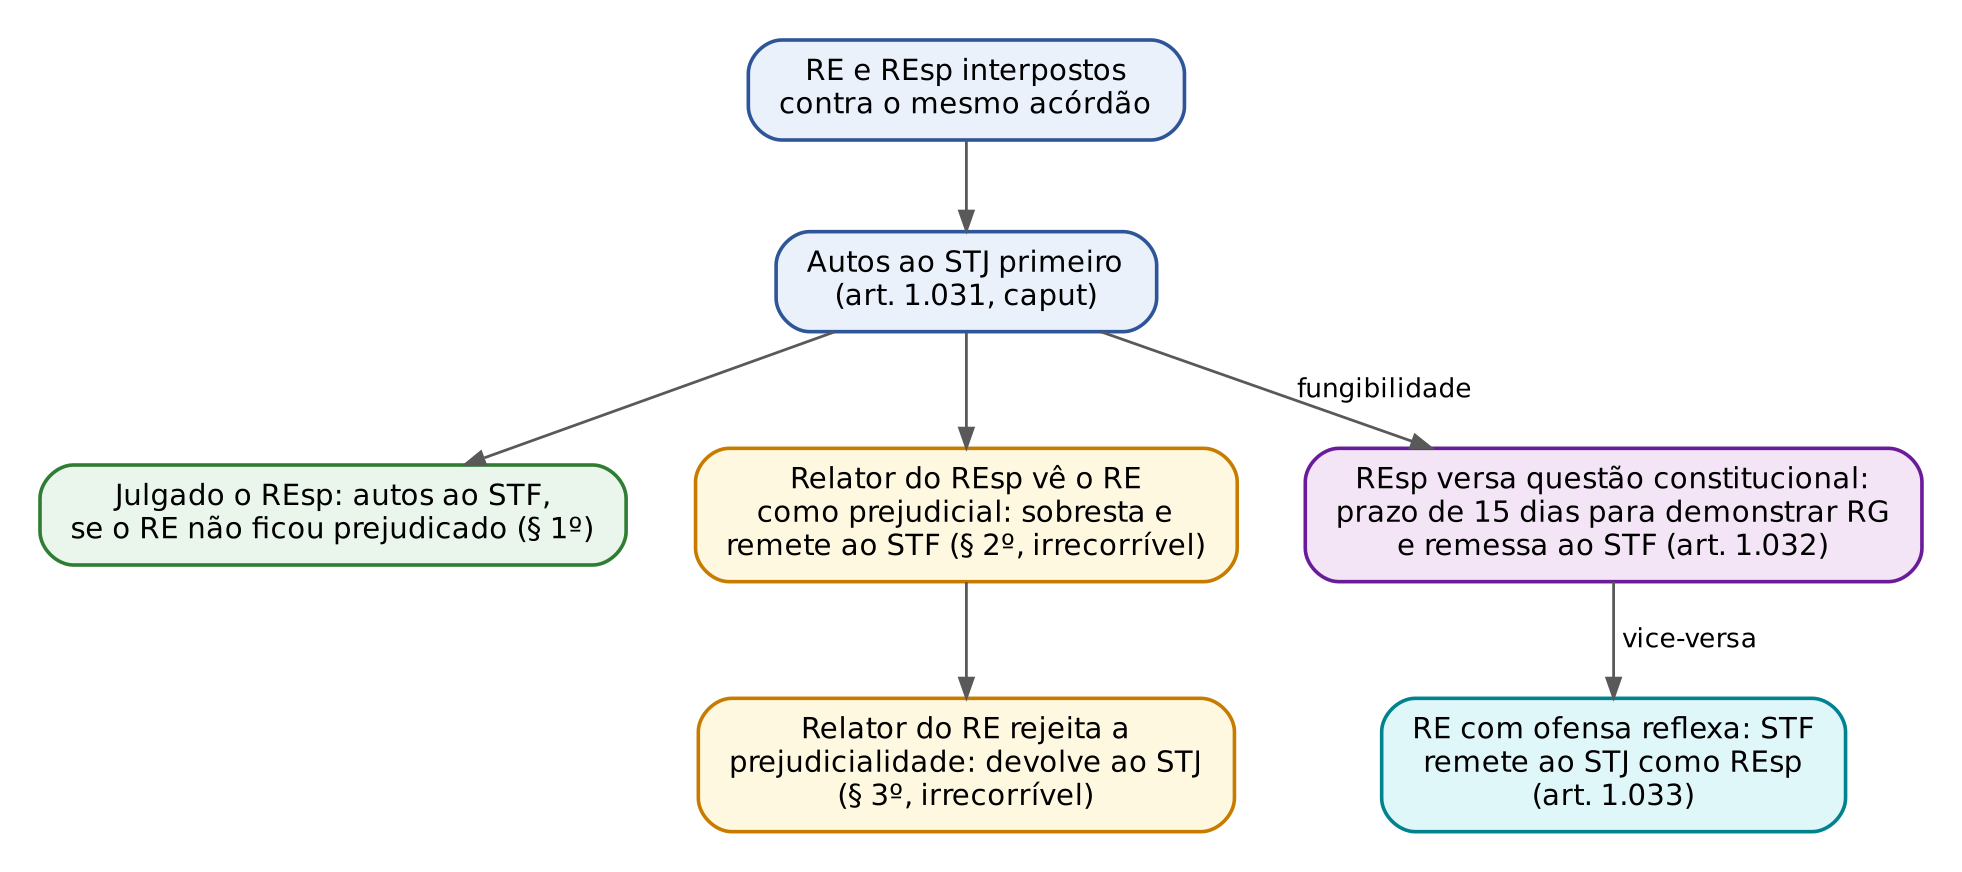 RE e REsp interpostos
contra o mesmo acórdão
Autos ao STJ primeiro
(art. 1.031, caput)
fungibilidade
Julgado o REsp: autos ao STF,
se o RE não ficou prejudicado (§ 1º)
Relator do REsp vê o RE
como prejudicial: sobresta e
remete ao STF (§ 2º, irrecorrível)
REsp versa questão constitucional:
prazo de 15 dias para demonstrar RG
e remessa ao STF (art. 1.032)
vice-versa
Relator do RE rejeita a
prejudicialidade: devolve ao STJ
(§ 3º, irrecorrível)
RE com ofensa reflexa: STF
remete ao STJ como REsp
(art. 1.033)